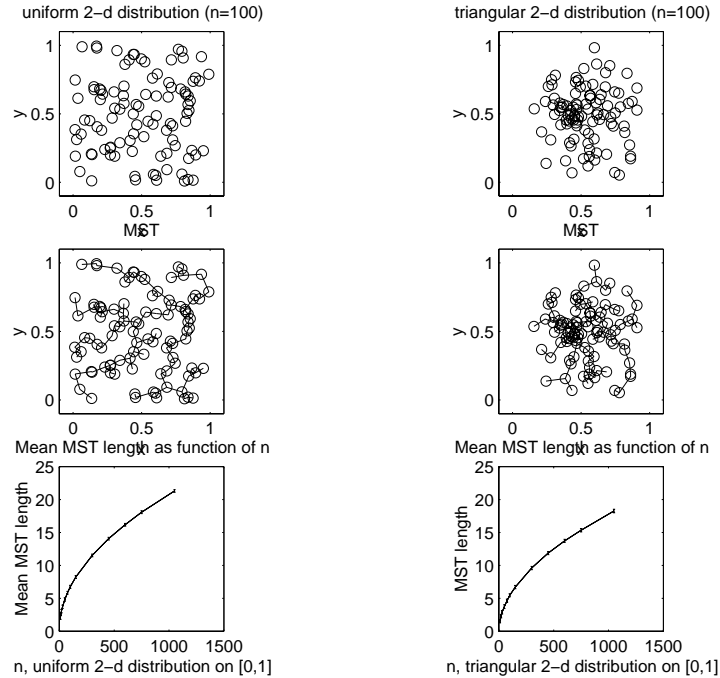 uniform 2−d distribution (n=100)
1
0.5
0
y
0
0.5
1
x
MST
1
0.5
0
y
0
0.5
1
x
Mean MST length as function of n
25
20
15
10
5
0
Mean MST length
0
500
1000
1500
n, uniform 2−d distribution on [0,1]
triangular 2−d distribution (n=100)
1
0.5
0
y
0
0.5
1
x
MST
1
0.5
0
y
0
0.5
1
x
Mean MST length as function of n
25
20
15
10
5
0
MST length
0
500
1000
1500
n, triangular 2−d distribution on [0,1]